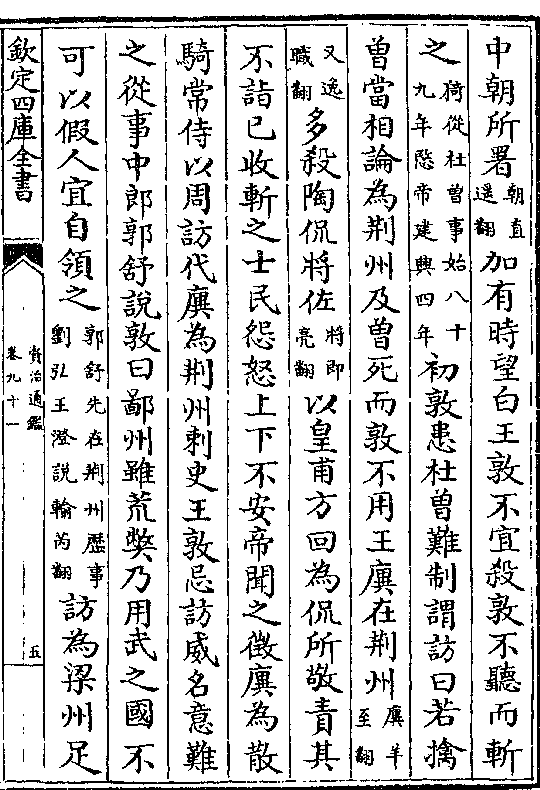 中朝所署朝直遥翻加有時望白王敦不宜殺敦不聽而斬
之猗從杜曽事始八十九年愍帝建興四年初敦患杜曽難制謂訪曰若擒
曽當相論為荆州及曽死而敦不用王廙在荆州廙羊至翻
又逸職翻多殺陶侃將佐將即亮翻以皇甫方回為侃所敬責其
不詣已收斬之士民怨怒上下不安帝聞之徵廙為散
騎常侍以周訪代廙為荆州刺史王敦忌訪威名意難
之從事中郎郭舒說敦曰鄙州雖荒弊乃用武之國不
可以假人宜自領之郭舒先在荆州歷事劉弘王澄說輸芮翻訪為梁州足
欽定四庫全書
資治通鑑
卷九十一
五